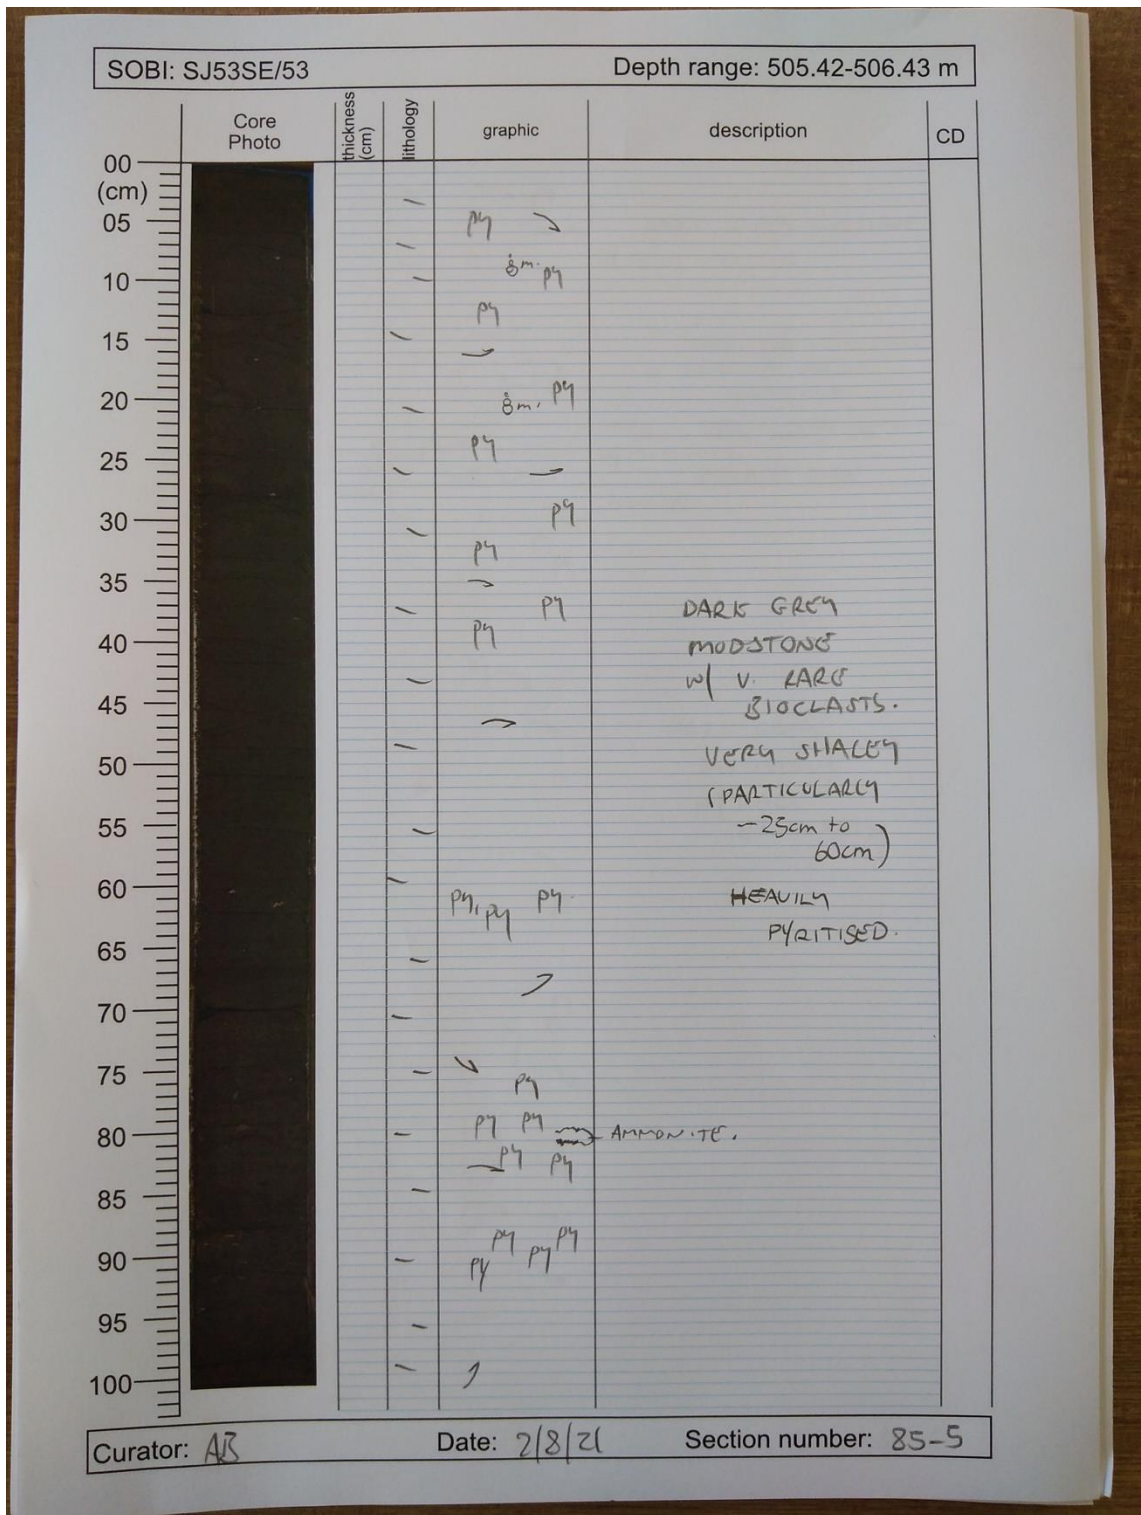 SOBI: SJ53SE/53
Depth range: 505.42-506.43 m
Core
Photo
thickness
(cm)
lithology
graphic
description
CD
00
(cm)
05
py
10
m. py
py
15
20
m. py
py
25
30
py
py
35
py
DARK GREY
40
py
MUDSTONE
w/ V. RARE
45
BIOCLASTS.
VERY SHALEY
50
(PARTICULARLY
55
~25cm to
60cm)
60
py, py py
HEAVILY
PYRITISED.
65
70
75
py
py py
80
AMMONITE.
py py
85
py py
90
py py
95
100
Curator: AB
Date: 2/8/21
Section number: 85-5